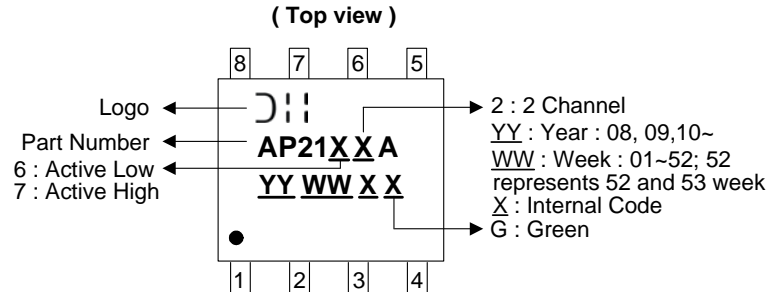 ( Top view )
8 7 6 5
Logo
Part Number
6 : Active Low
7 : Active High
AP21XXA
YY WW X X
2 : 2 Channel
YY : Year : 08, 09,10~
WW : Week : 01~52; 52
represents 52 and 53 week
X : Internal Code
G : Green
1 2 3 4